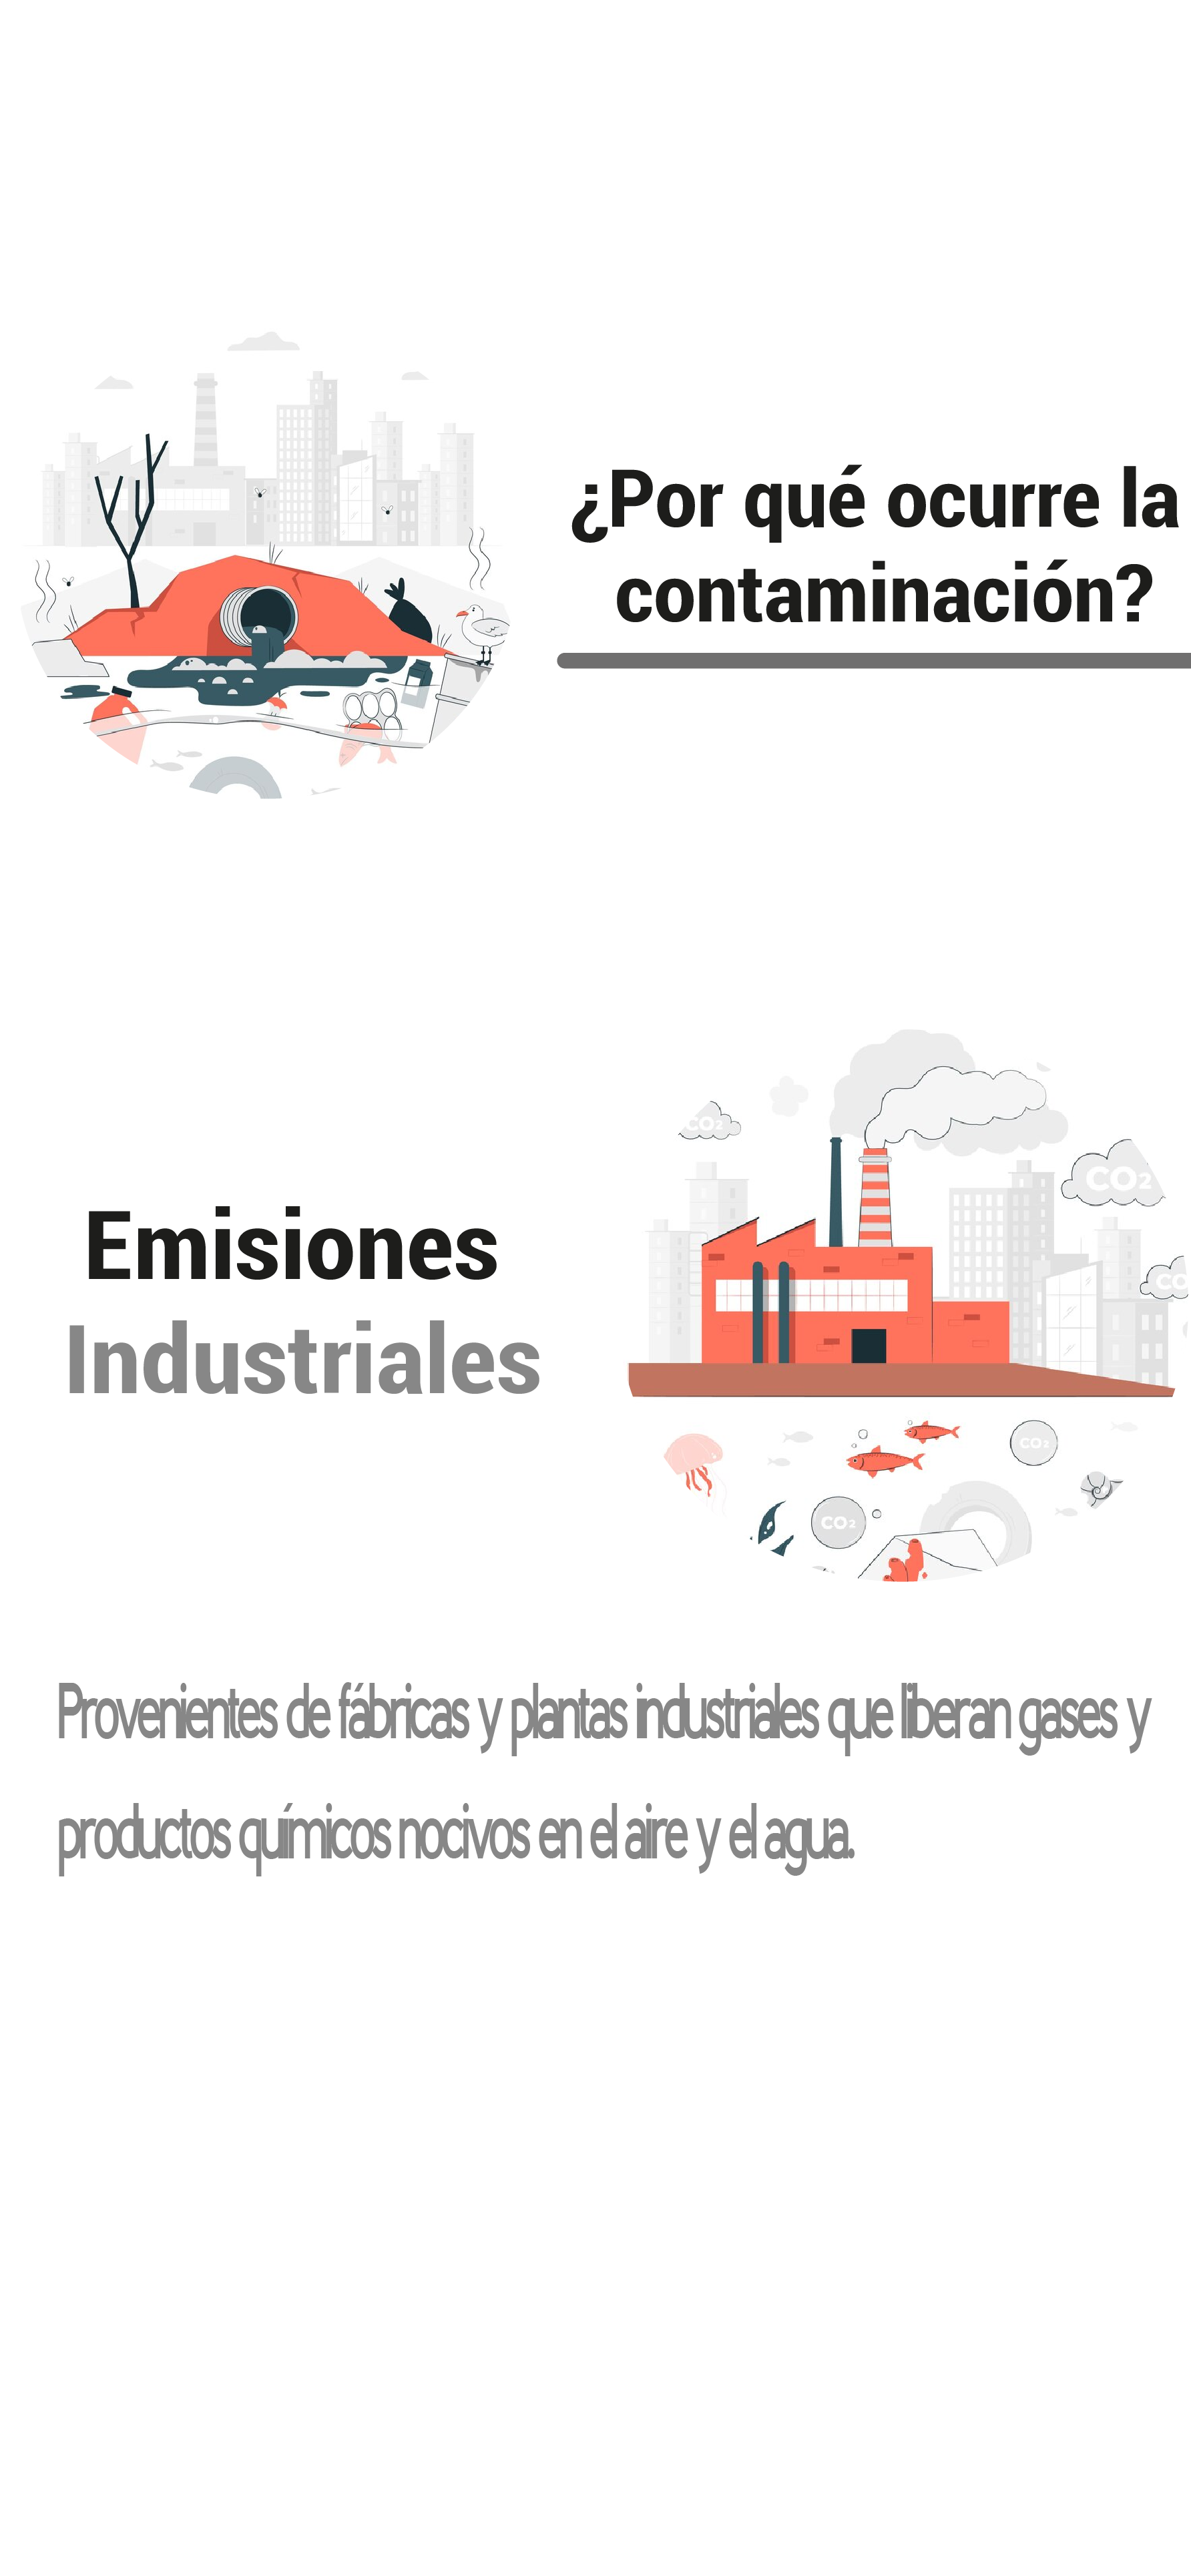 ¿Por qué ocurre la
contaminación?
CO2
CO2
CO
Emisiones
Industriales
CO2
CO2
Provenientes de fábricas y plantas industriales que liberan gases y
productos químicos nocivos en el aire y el agua.